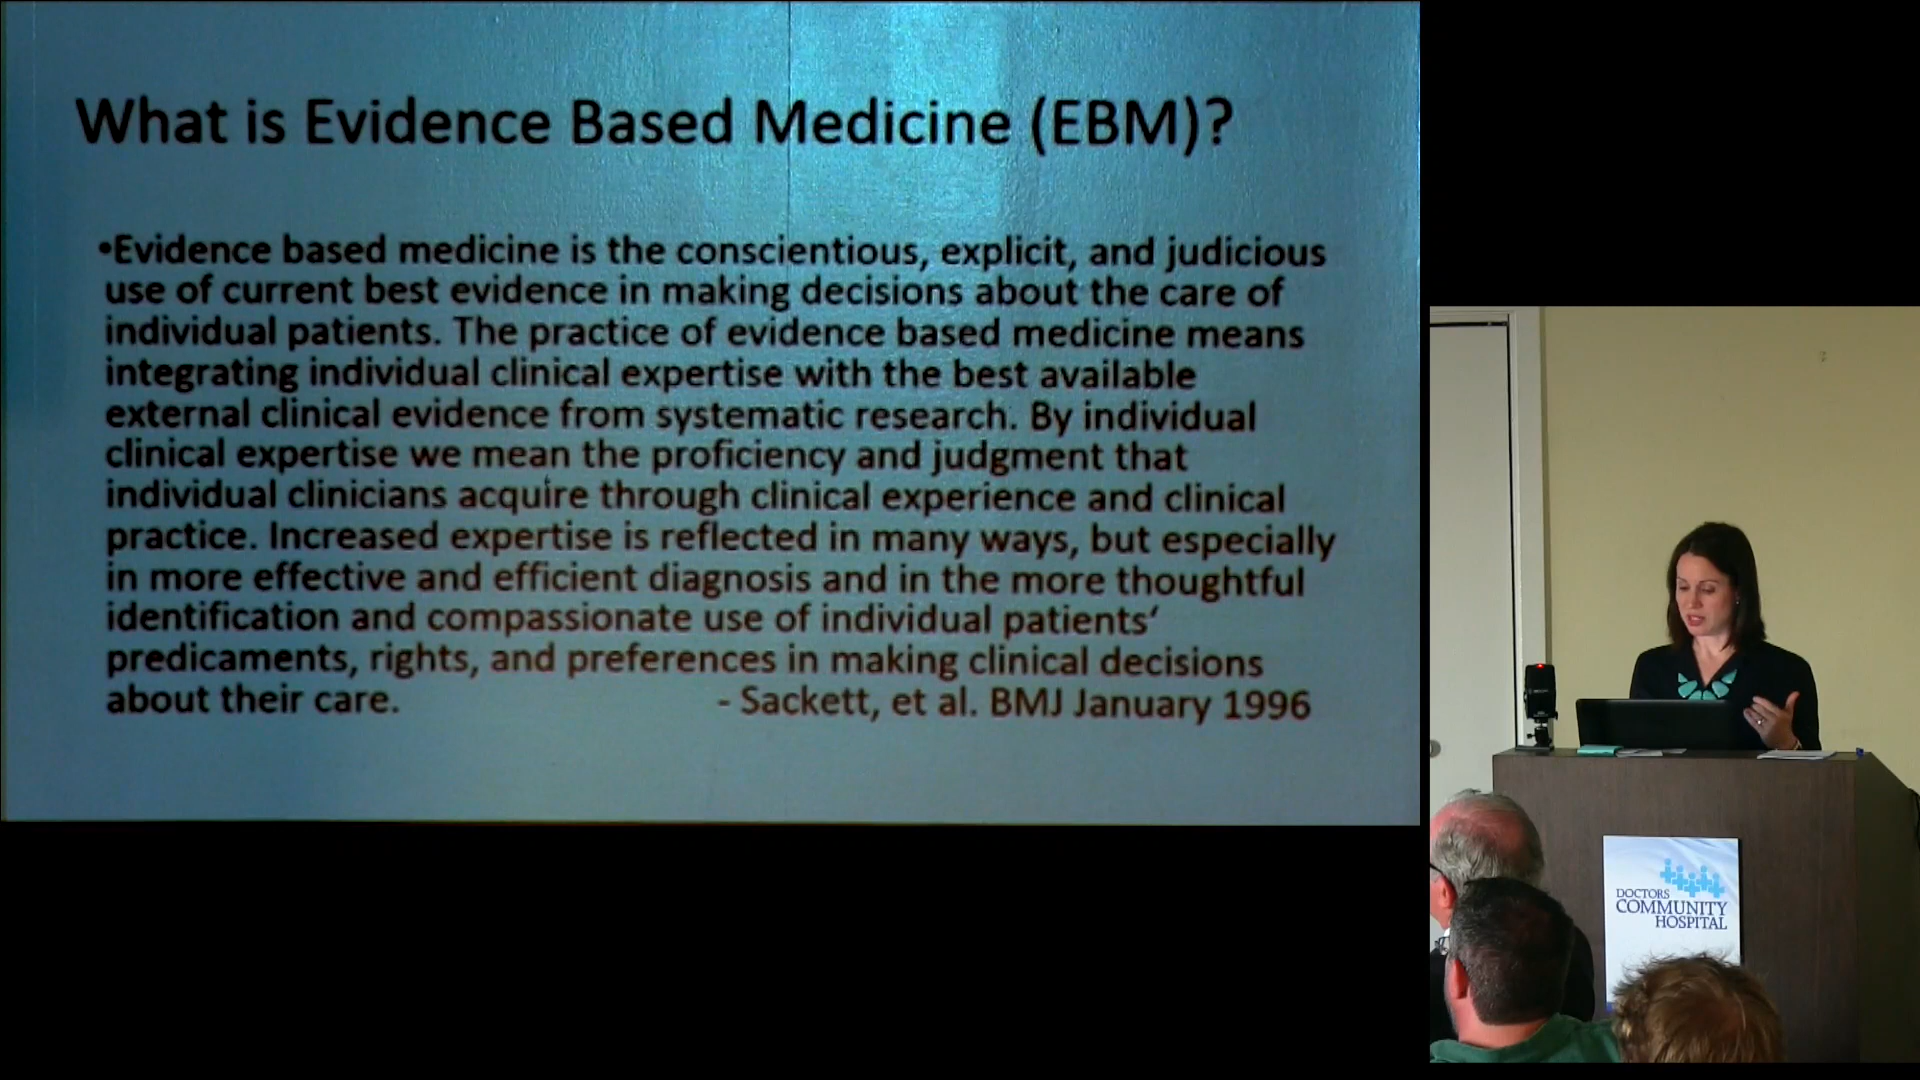 What is Evidence Based Medicine (EBM)?
•Evidence based medicine is the conscientious, explicit, and judicious
use of current best evidence in making decisions about the care of
individual patients. The practice of evidence based medicine means
integrating individual clinical expertise with the best available
external clinical evidence from systematic research. By individual
clinical expertise we mean the proficiency and judgment that
individual clinicians acquire through clinical experience and clinical
practice. Increased expertise is reflected in many ways, but especially
in more effective and efficient diagnosis and in the more thoughtful
identification and compassionate use of individual patients‘
predicaments, rights, and preferences in making clinical decisions
about their care. - Sackett, et al. BMJ January 1996
DOCTORS
COMMUNITY
HOSPITAL